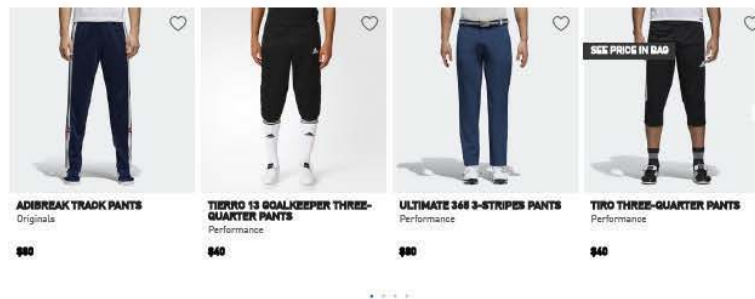 SEE PRICE IN BAG
ADIBREAK TRACK PANTS
Originals
$80
TIERRO 13 GOALKEEPER THREE-
QUARTER PANTS
Performance
$40
ULTIMATE 365 3-STRIPES PANTS
Performance
$80
TIRO THREE-QUARTER PANTS
Performance
$40